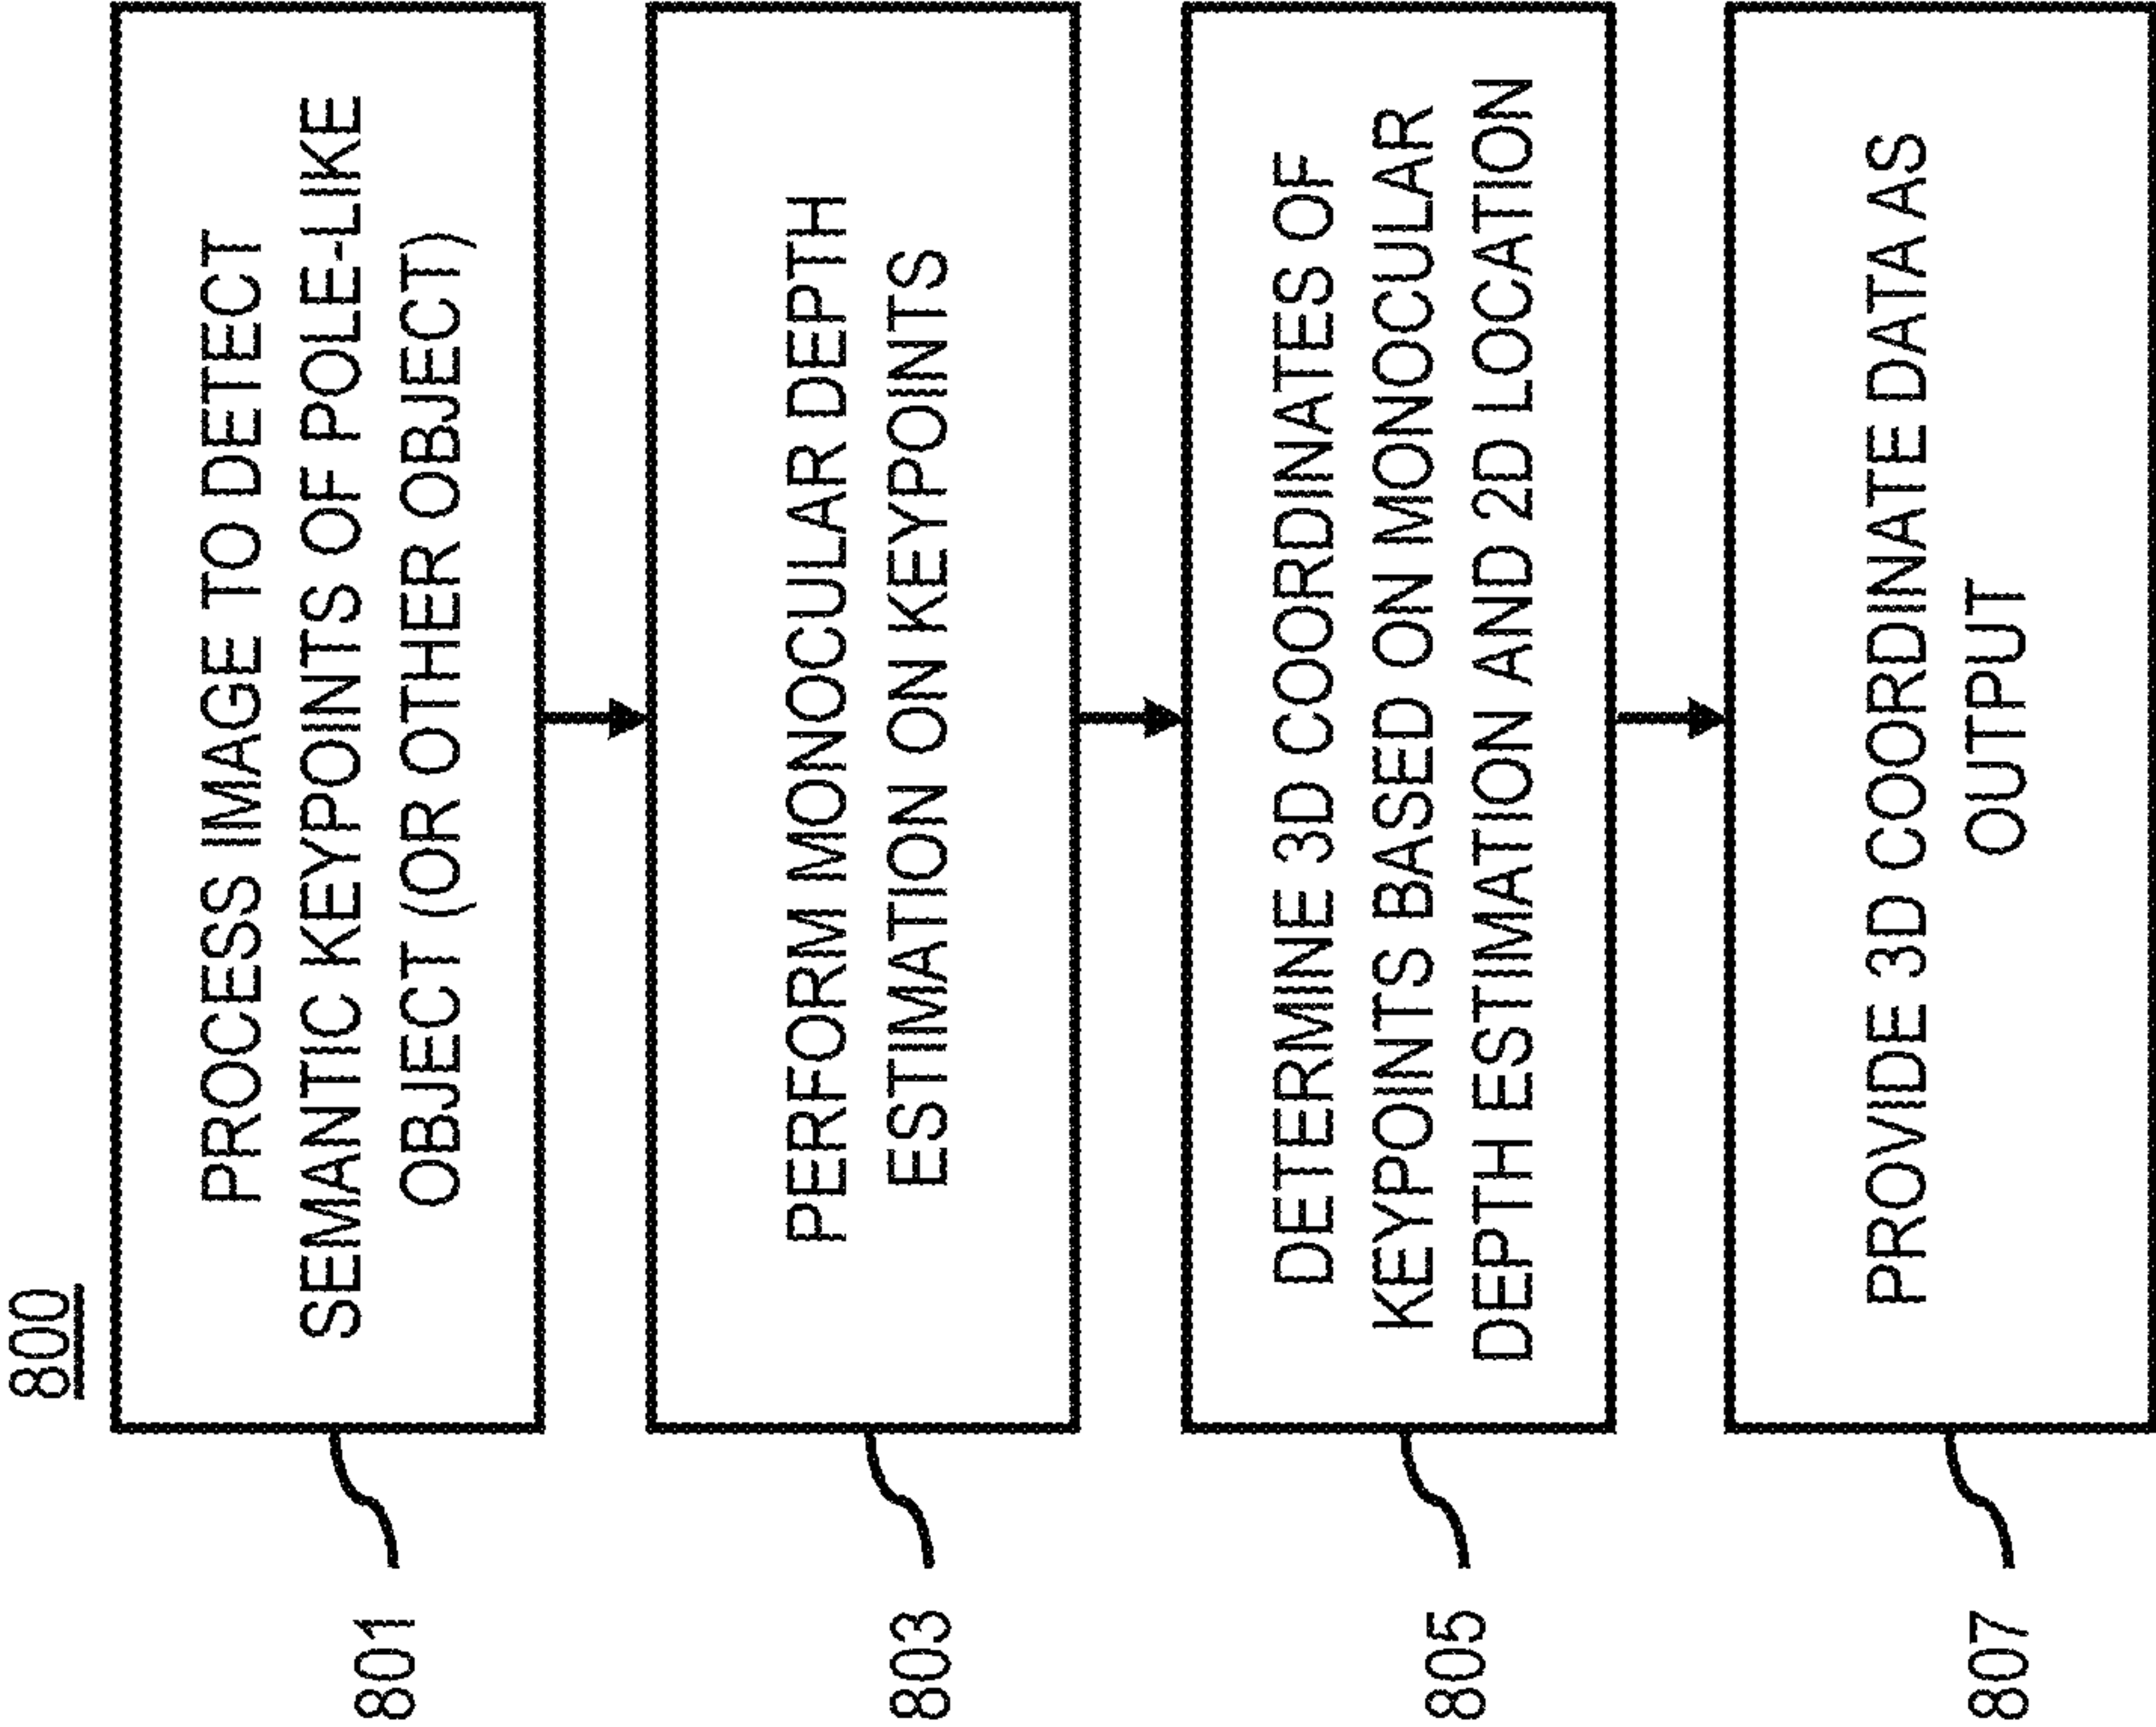 800
801
PROCESS IMAGE TO DETECT
SEMANTIC KEYPOINTS OF POLE-LIKE
OBJECT (OR OTHER OBJECT)
803
PERFORM MONOCULAR DEPTH
ESTIMATION ON KEYPOINTS
805
DETERMINE 3D COORDINATES OF
KEYPOINTS BASED ON MONOCULAR
DEPTH ESTIMATION AND 2D LOCATION
807
PROVIDE 3D COORDINATE DATA AS
OUTPUT